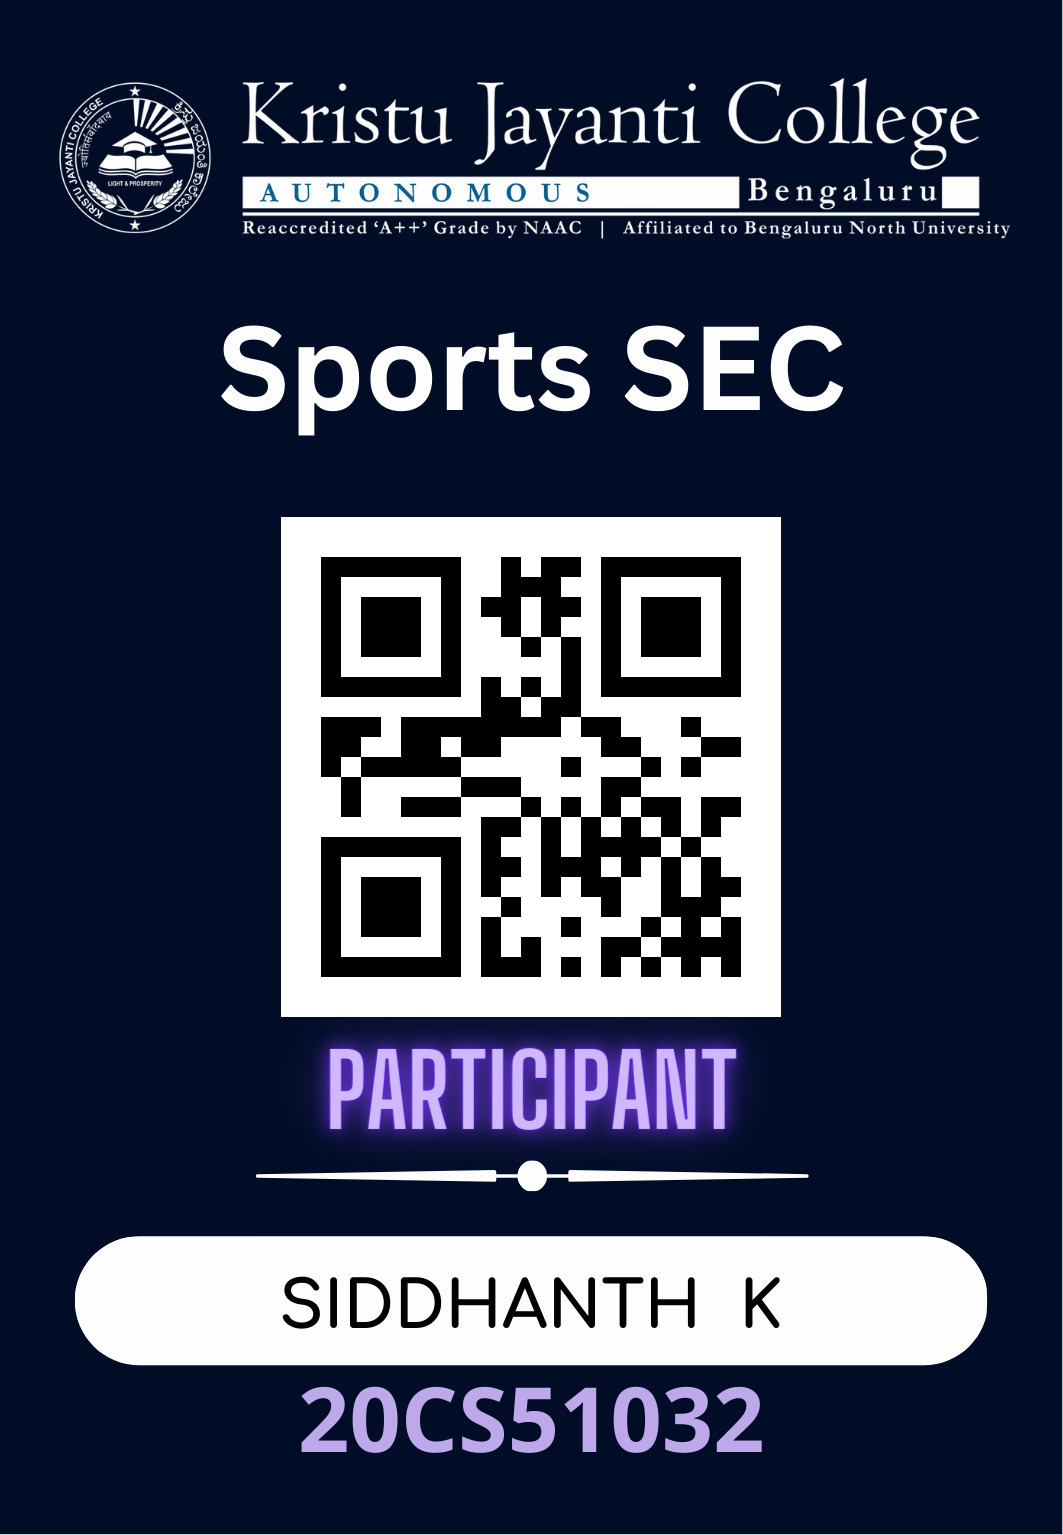 Kristu Jayanti College
AUTONOMOUS Bengaluru
Reaccredited ‘A++’ Grade by NAAC | Affiliated to Bengaluru North University
KRISTU JAYANTI COLLEGE
LIGHT & PROSPERITY
Sports SEC
PARTICIPANT
SIDDHANTH K
20CS51032